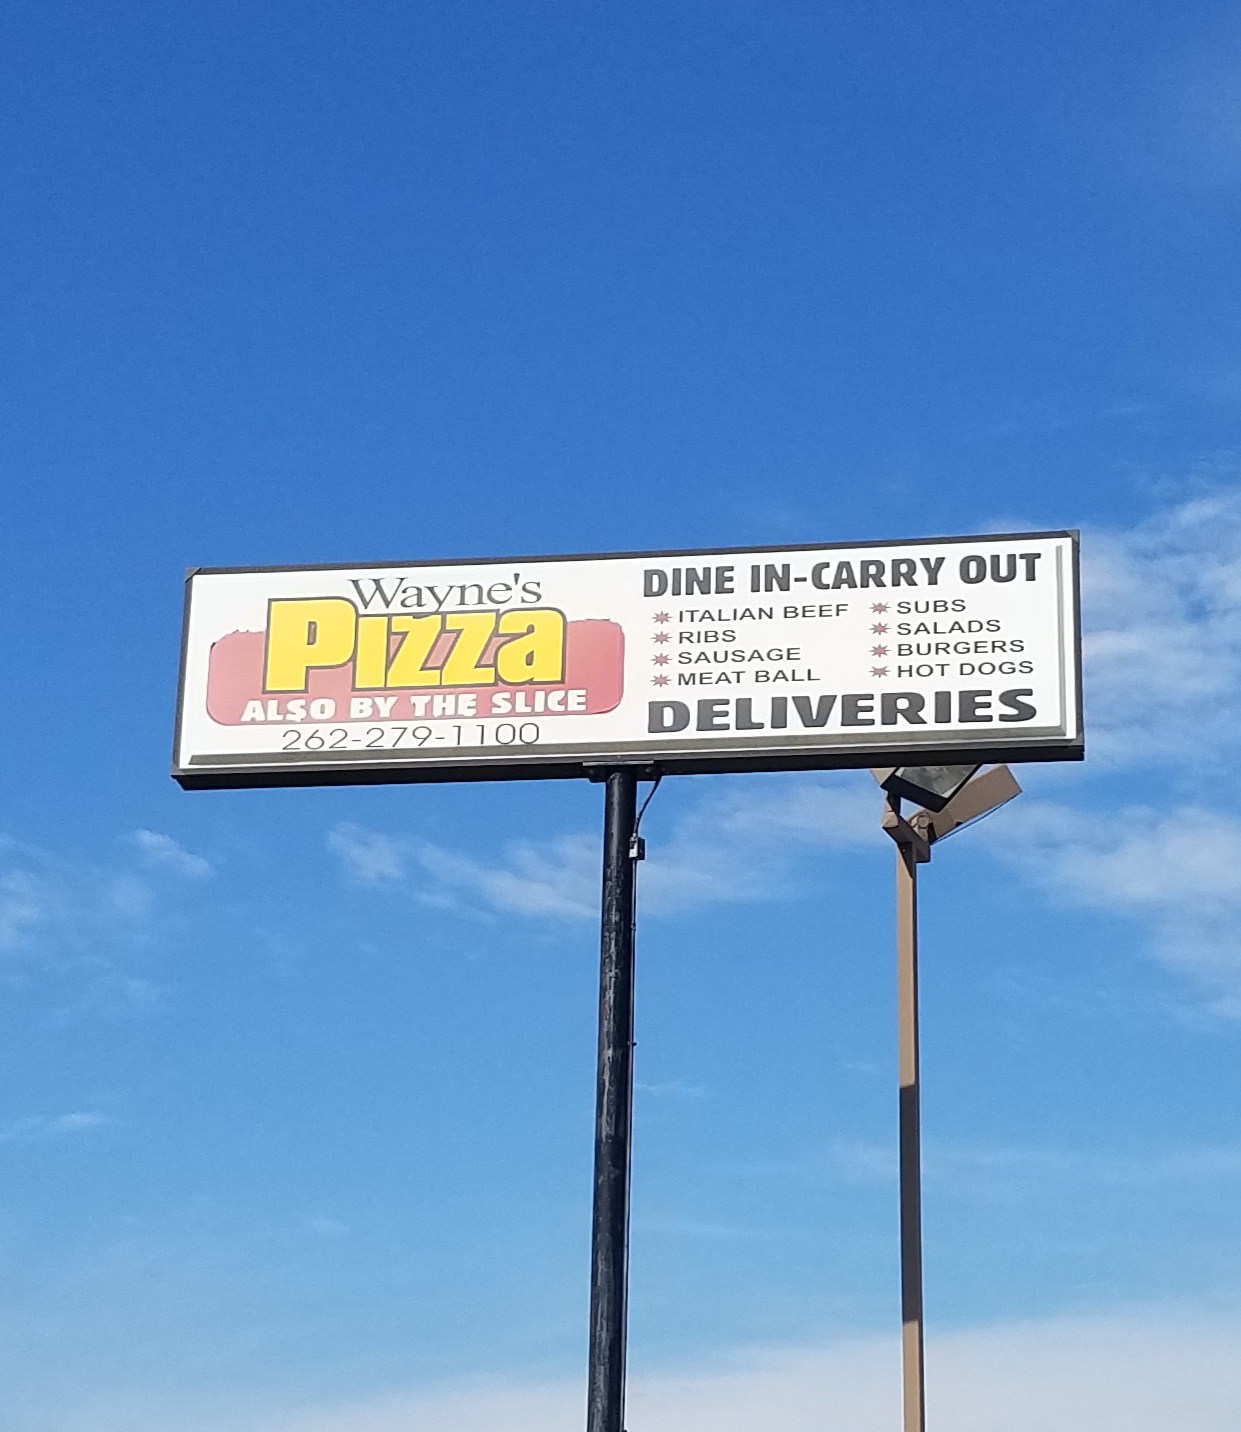 Wayne's
Pizza
ALSO BY THE SLICE
262-279-1100
DINE IN-CARRY OUT
ITALIAN BEEF
RIBS
SAUSAGE
MEAT BALL
SUBS
SALADS
BURGERS
HOT DOGS
DELIVERIES